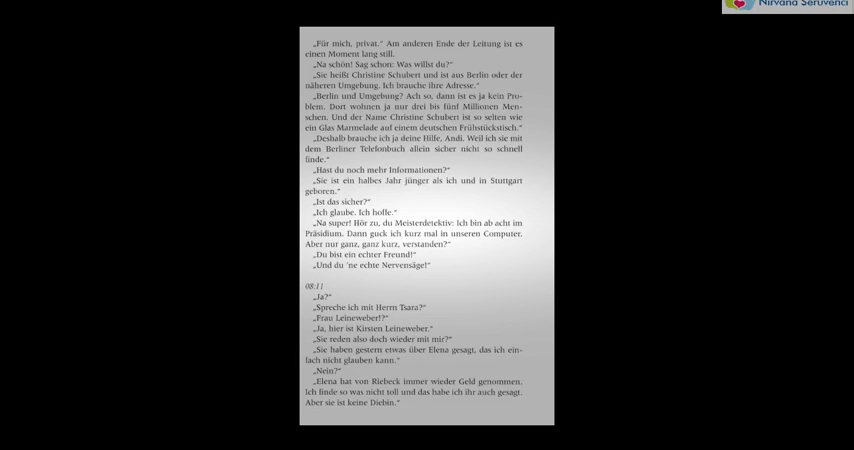 Nirvana Serüvenci
„Für mich, privat.“ Am anderen Ende der Leitung ist es
einen Moment lang still.
„Na schön! Sag schon: Was willst du?“
„Sie heißt Christine Schubert und ist aus Berlin oder der
näheren Umgebung. Ich brauche ihre Adresse.“
„Berlin und Umgebung? Ach so, dann ist es ja kein Pro-
blem. Dort wohnen ja nur drei bis fünf Millionen Men-
schen. Und der Name Christine Schubert ist so selten wie
ein Glas Marmelade auf einem deutschen Frühstückstisch.“
„Deshalb brauche ich ja deine Hilfe, Andi. Weil ich sie mit
dem Berliner Telefonbuch allein sicher nicht so schnell
finde.“
„Hast du noch mehr Informationen?“
„Sie ist ein halbes Jahr jünger als ich und in Stuttgart
geboren.“
„Ist das sicher?“
„Ich glaube. Ich hoffe.“
„Na super! Hör zu, du Meisterdetektiv: Ich bin ab acht im
Präsidium. Dann guck ich kurz mal in unseren Computer.
Aber nur ganz, ganz kurz, verstanden?“
„Du bist ein echter Freund!“
„Und du ’ne echte Nervensäge!“
08:11
„Ja?“
„Spreche ich mit Herrn Tsara?“
„Frau Leineweber!?“
„Ja, hier ist Kirsten Leineweber.“
„Sie reden also doch wieder mit mir?“
„Sie haben gestern etwas über Elena gesagt, das ich ein-
fach nicht glauben kann.“
„Nein?“
„Elena hat von Riebeck immer wieder Geld genommen.
Ich finde so was nicht toll und das habe ich ihr auch gesagt.
Aber sie ist keine Diebin.“